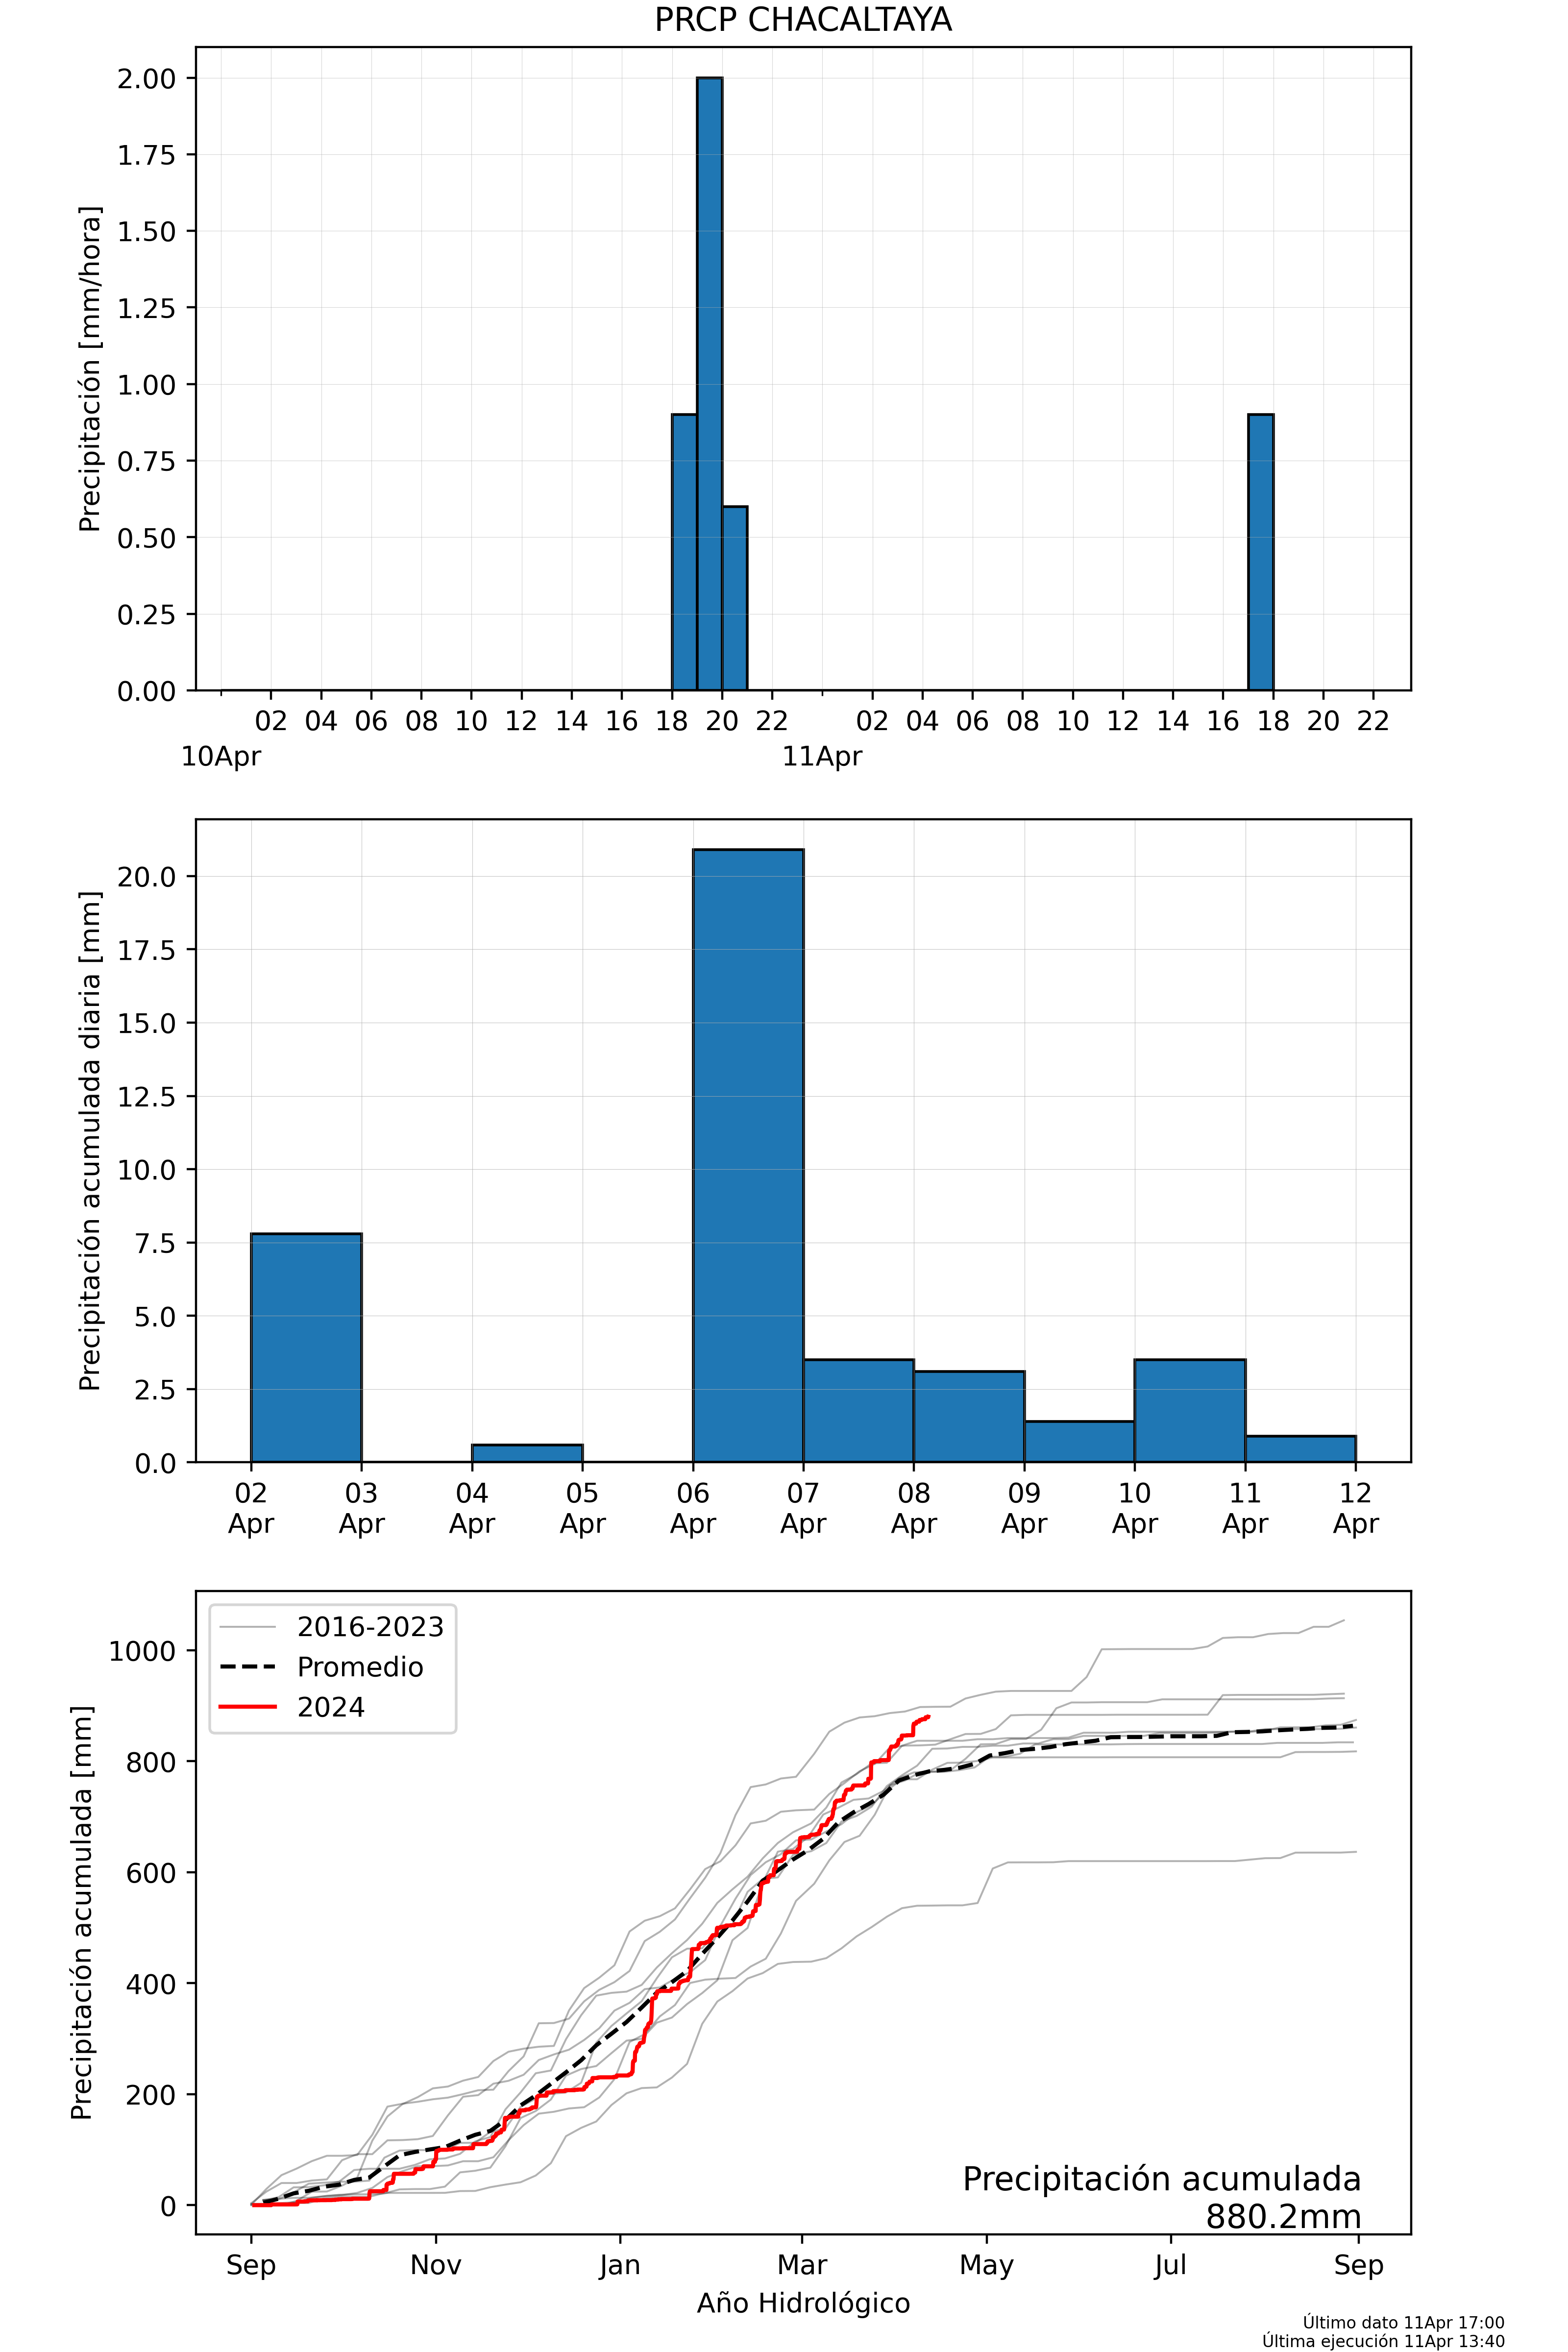 PRCP CHACALTAYA
Precipitación [mm/hora]
2.00
1.75
1.50
1.25
1.00
0.75
0.50
0.25
0.00
02 04 06 08 10 12 14 16 18 20 22 02 04 06 08 10 12 14 16 18 20 22
10Apr 11Apr
Precipitación acumulada diaria [mm]
20.0
17.5
15.0
12.5
10.0
7.5
5.0
2.5
0.0
02 03 04 05 06 07 08 09 10 11 12
Apr Apr Apr Apr Apr Apr Apr Apr Apr Apr Apr
Precipitación acumulada [mm]
1000
800
600
400
200
0
2016-2023
Promedio
2024
Precipitación acumulada
880.2mm
Sep Nov Jan Mar May Jul Sep
Año Hidrológico
Último dato 11Apr 17:00
Última ejecución 11Apr 13:40